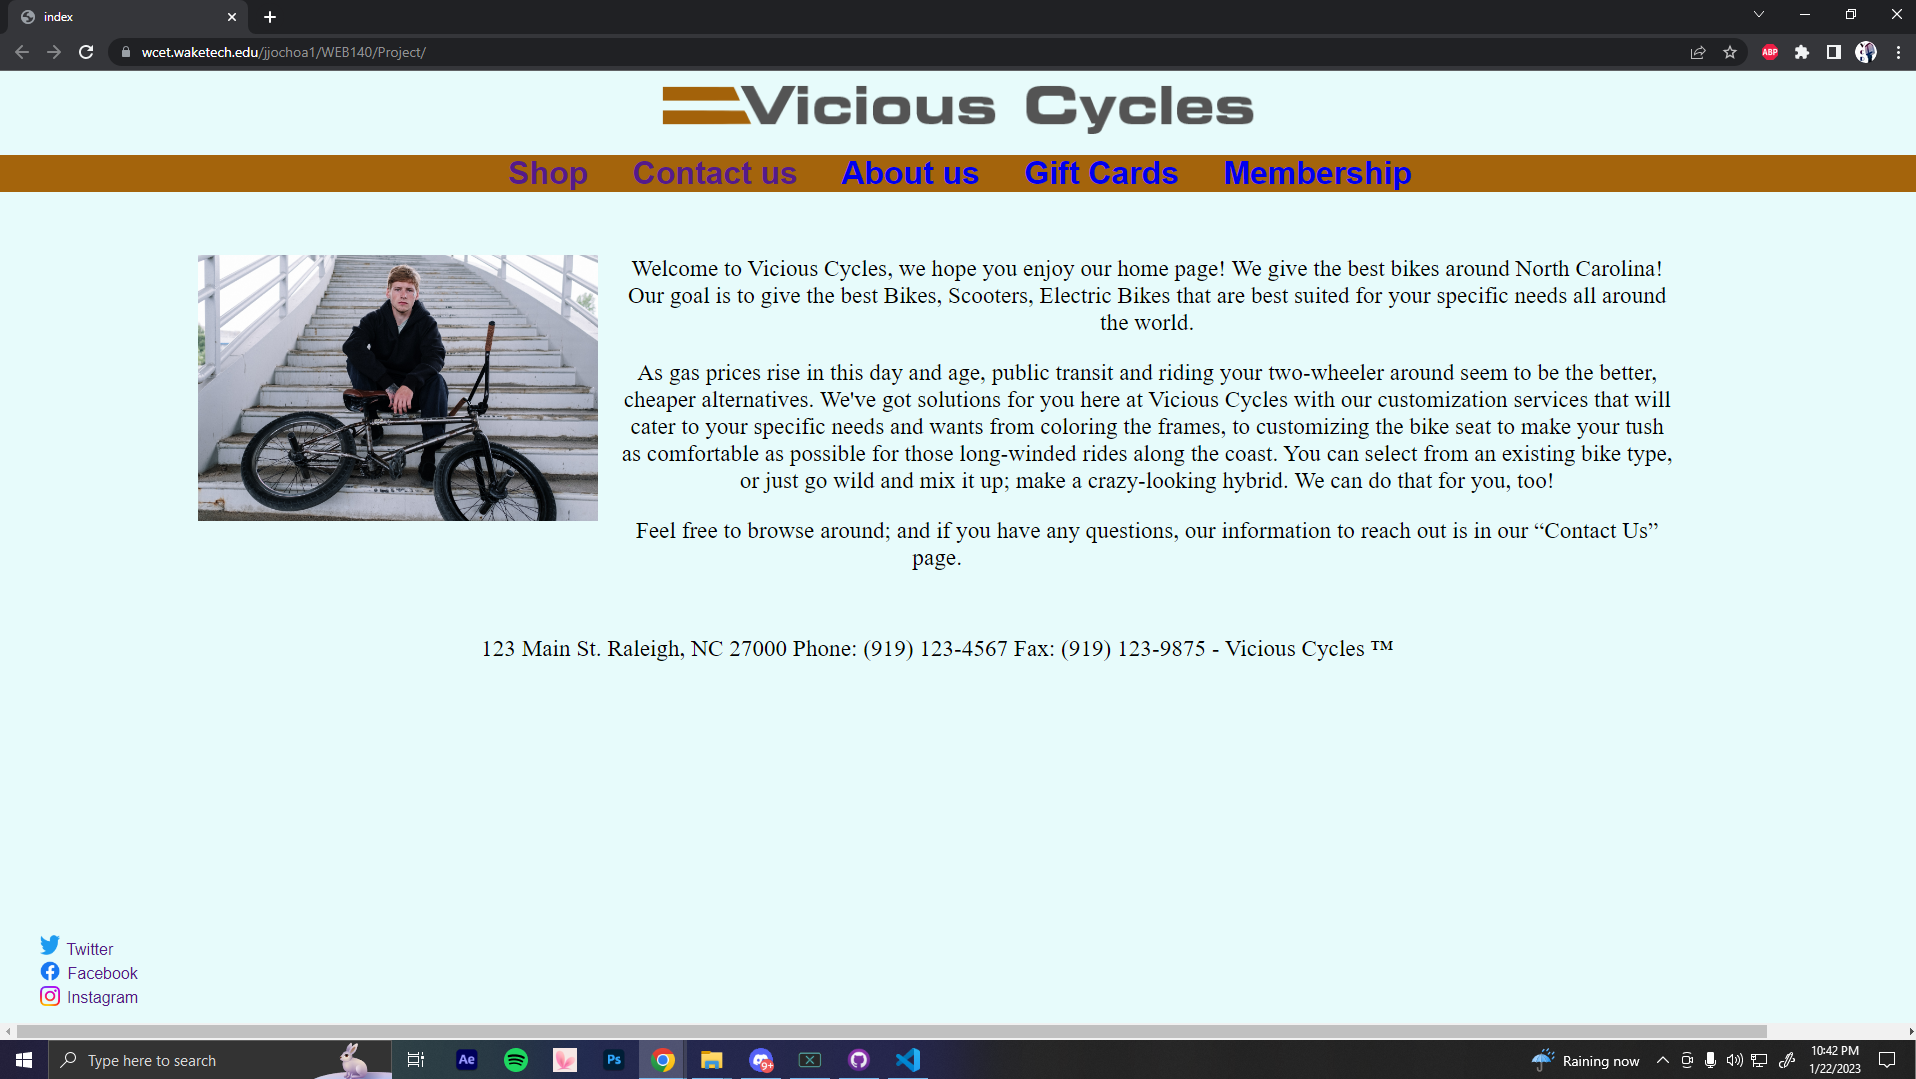 index
wcet.waketech.edu/jjochoa1/WEB140/Project/
ABP
Vicious Cycles
Shop Contact us About us Gift Cards Membership
Welcome to Vicious Cycles, we hope you enjoy our home page! We give the best bikes around North Carolina!
Our goal is to give the best Bikes, Scooters, Electric Bikes that are best suited for your specific needs all around
the world.
As gas prices rise in this day and age, public transit and riding your two-wheeler around seem to be the better,
cheaper alternatives. We've got solutions for you here at Vicious Cycles with our customization services that will
cater to your specific needs and wants from coloring the frames, to customizing the bike seat to make your tush
as comfortable as possible for those long-winded rides along the coast. You can select from an existing bike type,
or just go wild and mix it up; make a crazy-looking hybrid. We can do that for you, too!
Feel free to browse around; and if you have any questions, our information to reach out is in our “Contact Us”
page.
123 Main St. Raleigh, NC 27000 Phone: (919) 123-4567 Fax: (919) 123-9875 - Vicious Cycles ™
Twitter
Facebook
Instagram
Type here to search
Ae
Ps
9+
Raining now
10:42 PM
1/22/2023